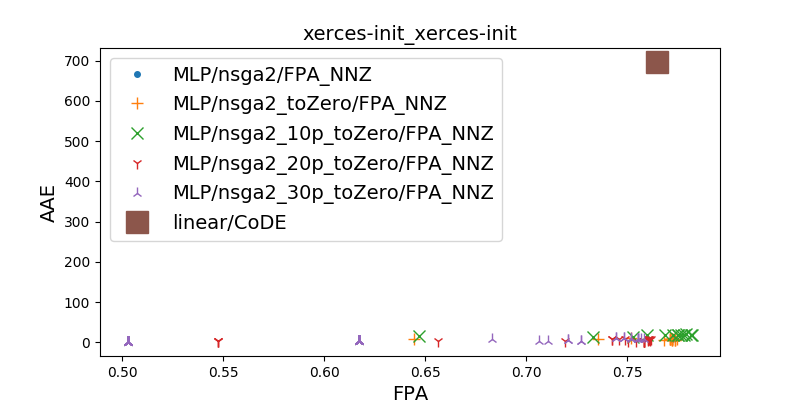 xerces-init_xerces-init
AAE
700
600
500
400
300
200
100
0
MLP/nsga2/FPA_NNZ
MLP/nsga2_toZero/FPA_NNZ
MLP/nsga2_10p_toZero/FPA_NNZ
MLP/nsga2_20p_toZero/FPA_NNZ
MLP/nsga2_30p_toZero/FPA_NNZ
linear/CoDE
0.50 0.55 0.60 0.65 0.70 0.75
FPA